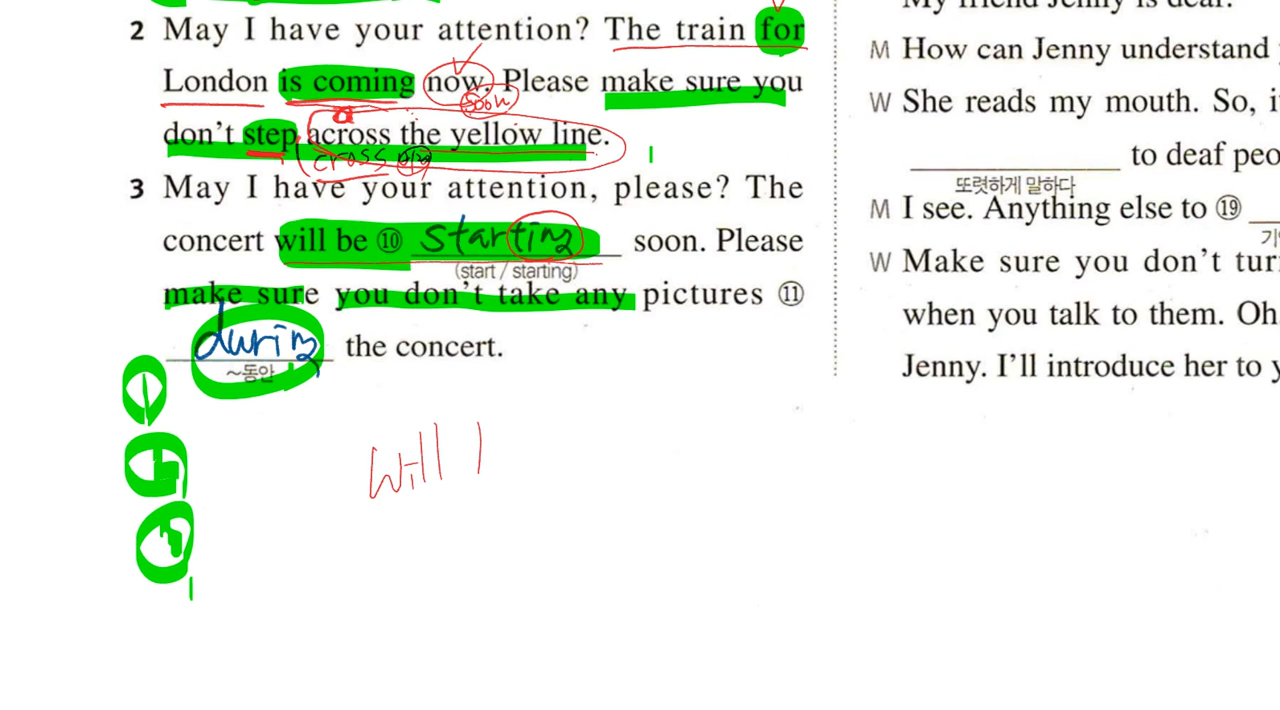 My friend Jenny is deaf.
2 May I have your attention? The train for
London is coming now. Please make sure you
soon
don't step across the yellow line.
cross
3 May I have your attention, please? The
concert will be ⑩ starting soon. Please
(start / starting)
make sure you don't take any pictures ⑪
during the concert.
~동안
will
M How can Jenny understand
W She reads my mouth. So, i
to deaf peo
또렷하게 말하다
M I see. Anything else to ⑲
기
W Make sure you don't tur
when you talk to them. Oh
Jenny. I'll introduce her to y